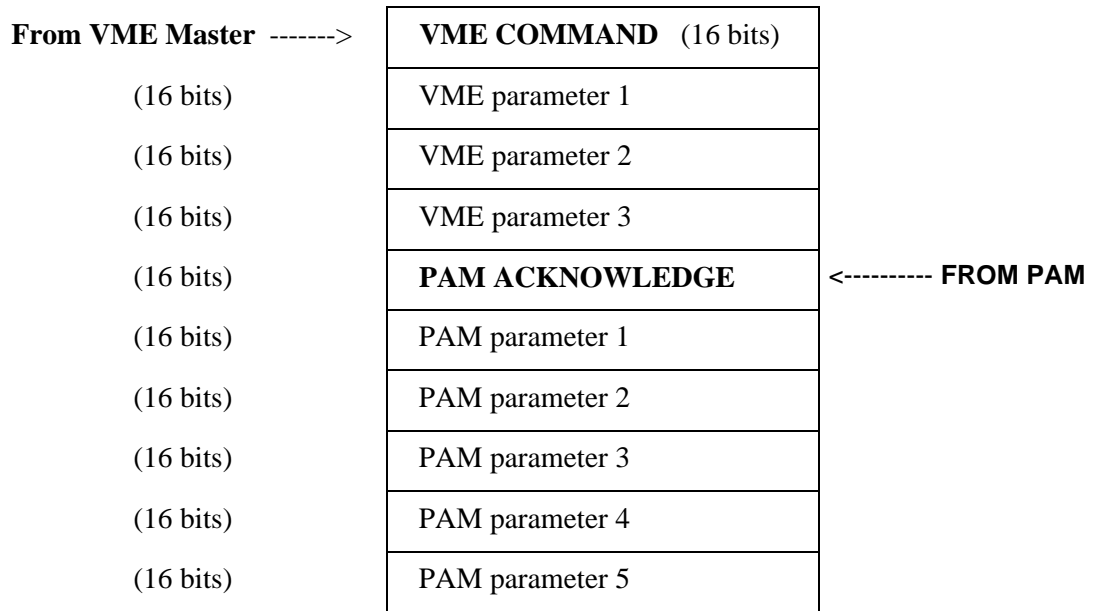 From VME Master -------> VME COMMAND (16 bits)
(16 bits) VME parameter 1
(16 bits) VME parameter 2
(16 bits) VME parameter 3
(16 bits) PAM ACKNOWLEDGE <---------- FROM PAM
(16 bits) PAM parameter 1
(16 bits) PAM parameter 2
(16 bits) PAM parameter 3
(16 bits) PAM parameter 4
(16 bits) PAM parameter 5